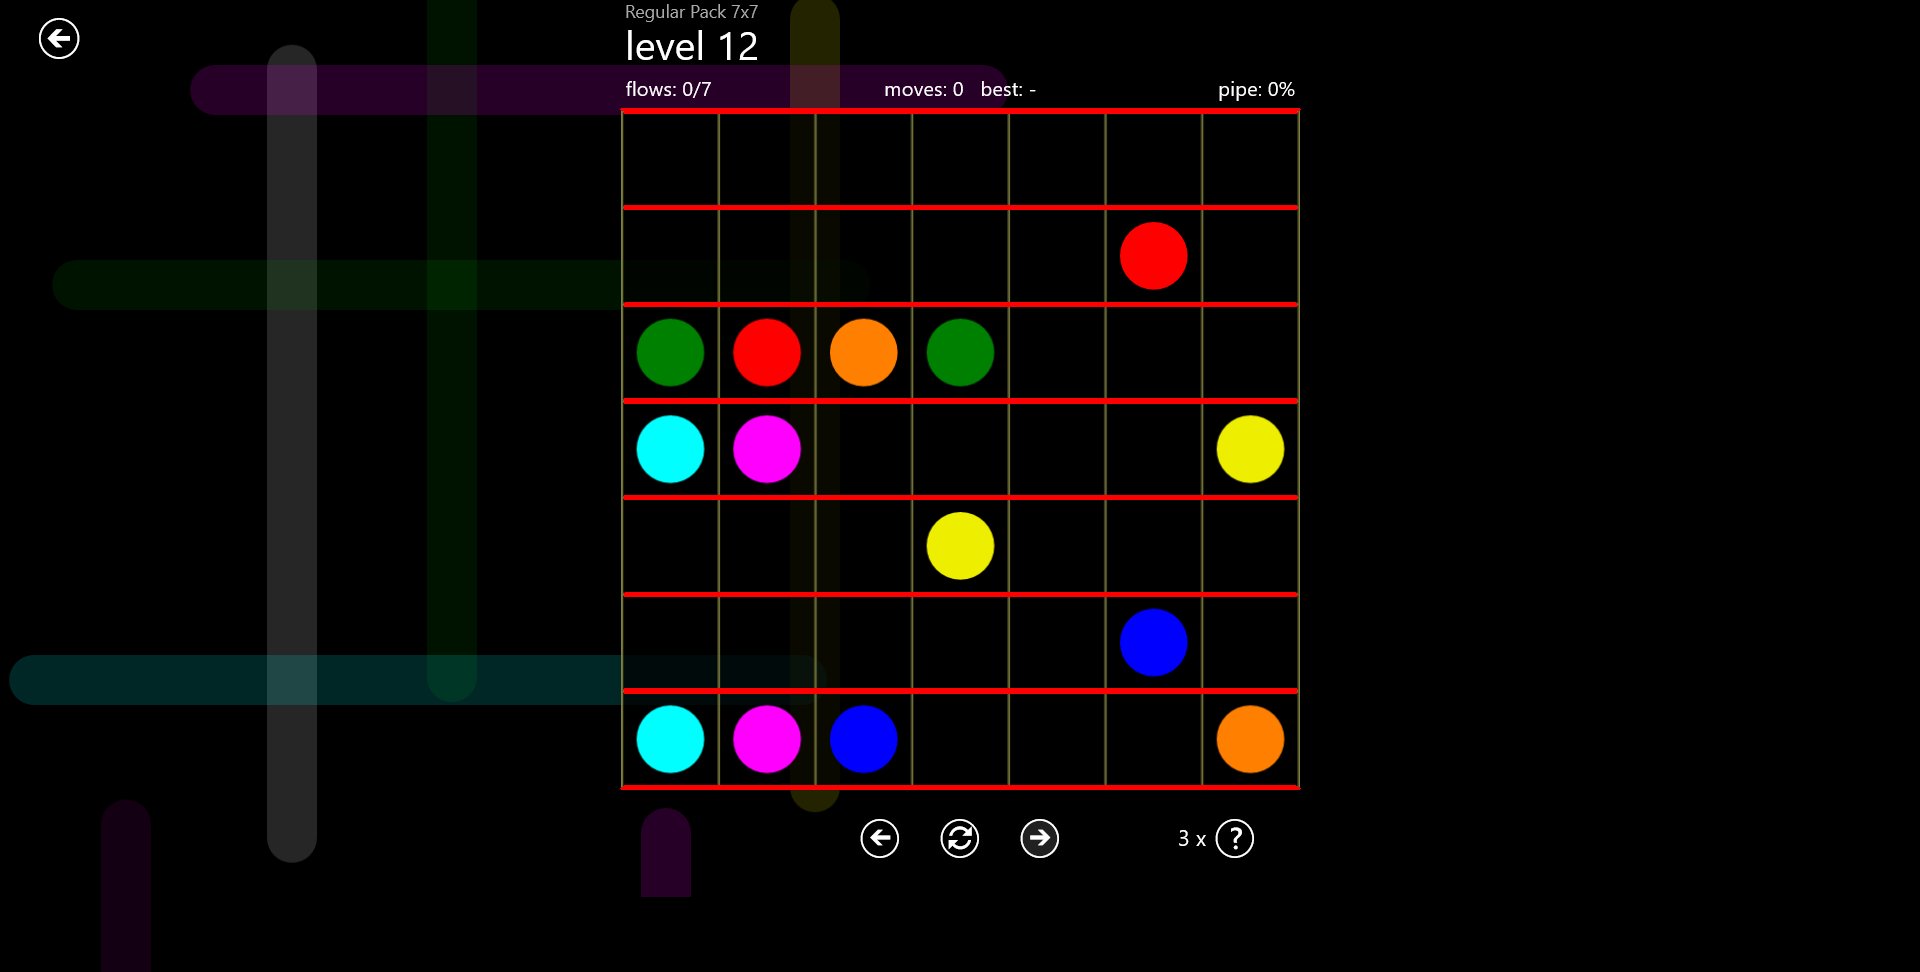 Regular Pack 7x7
level 12
flows: 0/7 moves: 0 best: - pipe: 0%
3 x ?